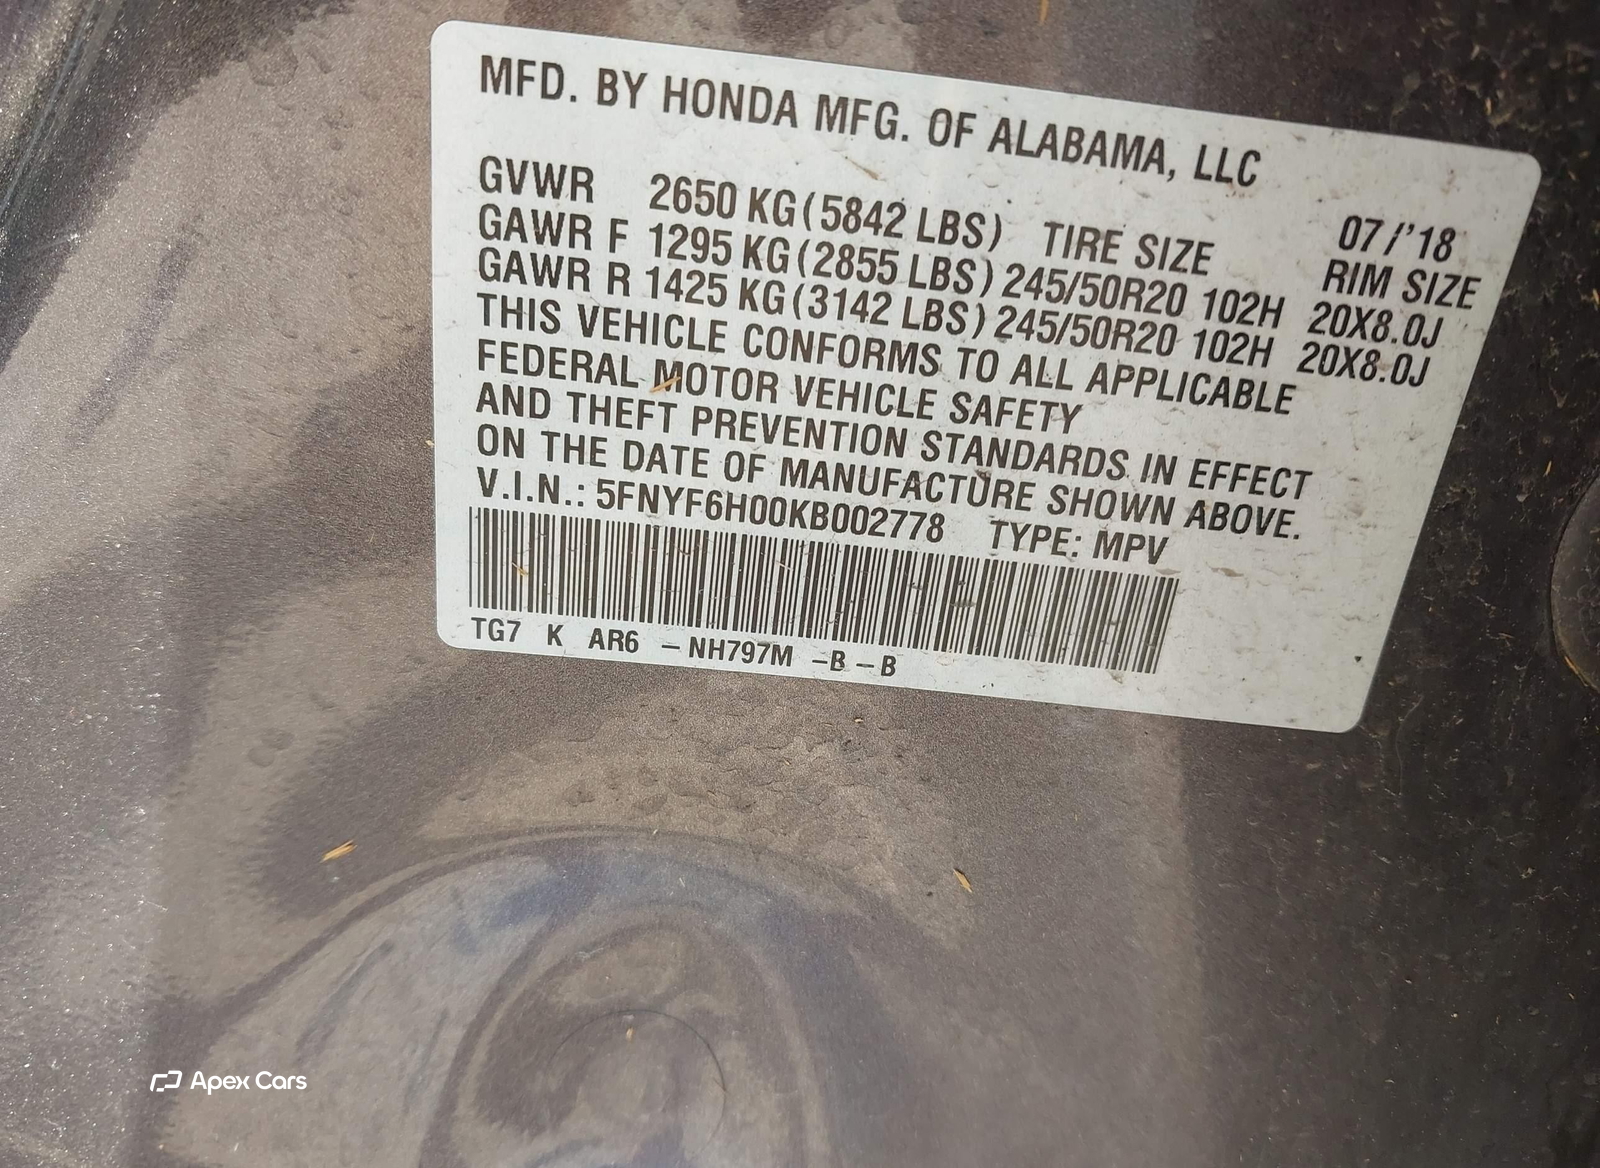 MFD. BY HONDA MFG. OF ALABAMA, LLC
07/'18
GVWR 2650 KG(5842 LBS) TIRE SIZE RIM SIZE
GAWR F 1295 KG(2855 LBS) 245/50R20 102H 20X8.0J
GAWR R 1425 KG(3142 LBS) 245/50R20 102H 20X8.0J
THIS VEHICLE CONFORMS TO ALL APPLICABLE
FEDERAL MOTOR VEHICLE SAFETY
AND THEFT PREVENTION STANDARDS IN EFFECT
ON THE DATE OF MANUFACTURE SHOWN ABOVE.
V.I.N.: 5FNYF6H00KB002778 TYPE: MPV
TG7 K AR6 -NH797M -B-B
Apex Cars